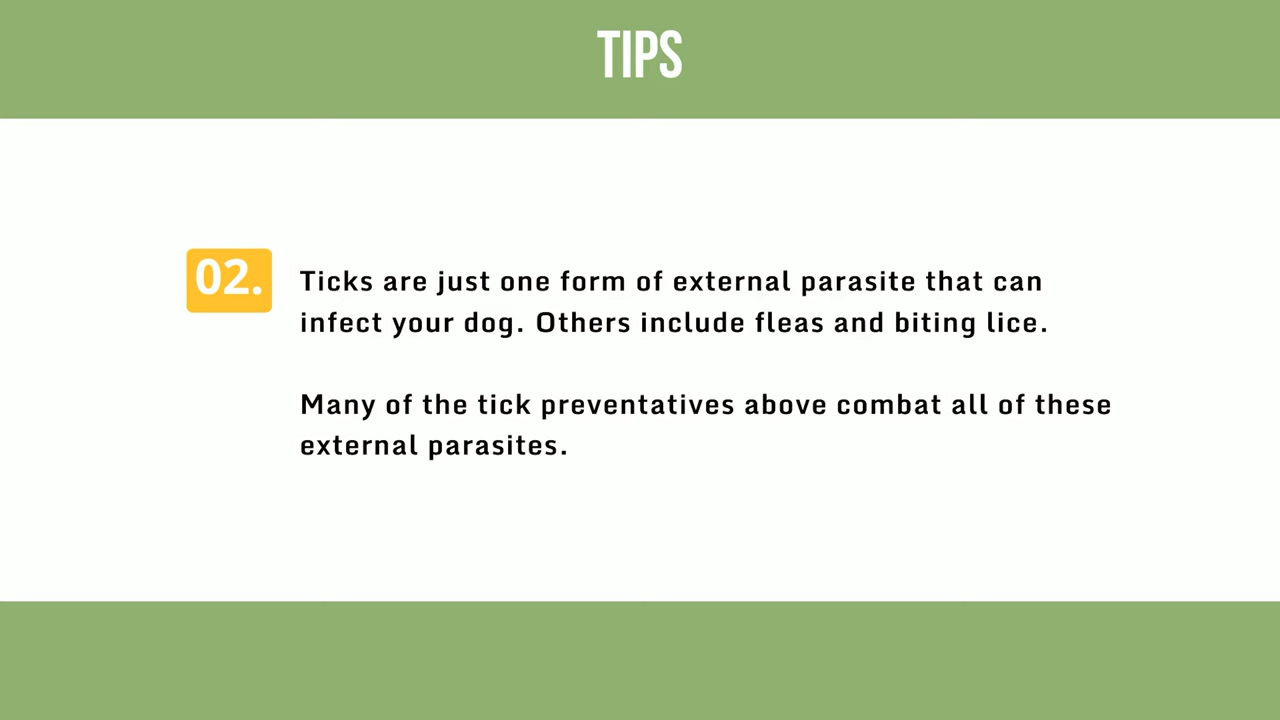 TIPS
02.
Ticks are just one form of external parasite that can
infect your dog. Others include fleas and biting lice.
Many of the tick preventatives above combat all of these
external parasites.